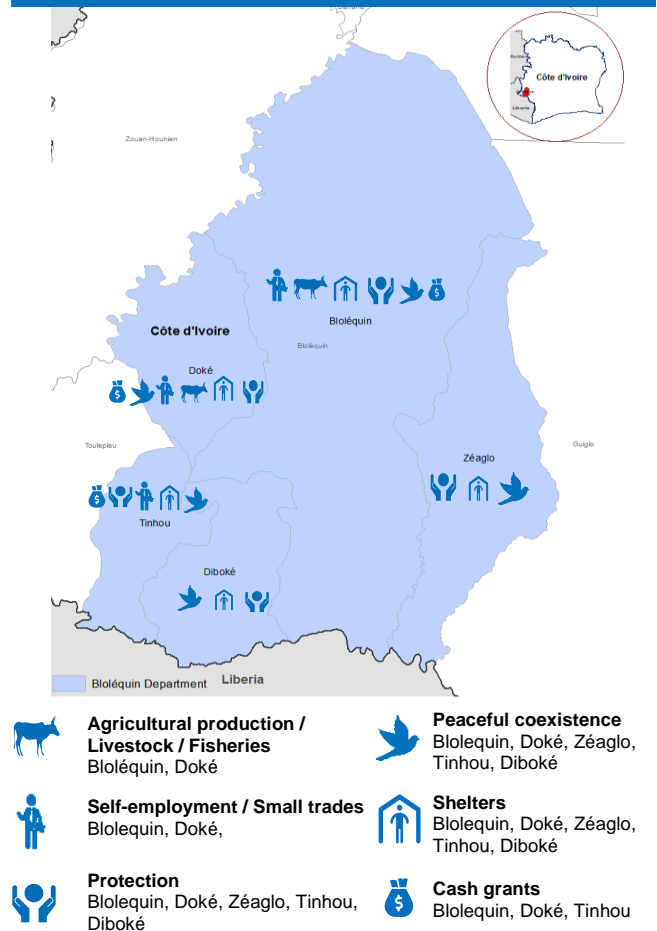 Côte d'Ivoire
Liberia
Zouan-Hounien
Bloléquin
Bloléquin
Côte d'Ivoire
Doké
Toulepleu
Zéaglo
Guiglo
Tinhou
Diboké
Bloléquin Department
Liberia
Agricultural production /
Livestock / Fisheries
Bloléquin, Doké
Self-employment / Small trades
Blolequin, Doké,
Protection
Blolequin, Doké, Zéaglo, Tinhou,
Diboké
Peaceful coexistence
Blolequin, Doké, Zéaglo,
Tinhou, Diboké
Shelters
Blolequin, Doké, Zéaglo,
Tinhou, Diboké
Cash grants
Blolequin, Doké, Tinhou